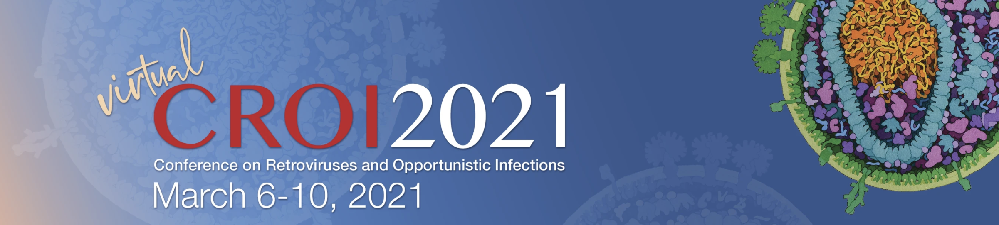 virtual
CROI2021
Conference on Retroviruses and Opportunistic Infections
March 6-10, 2021